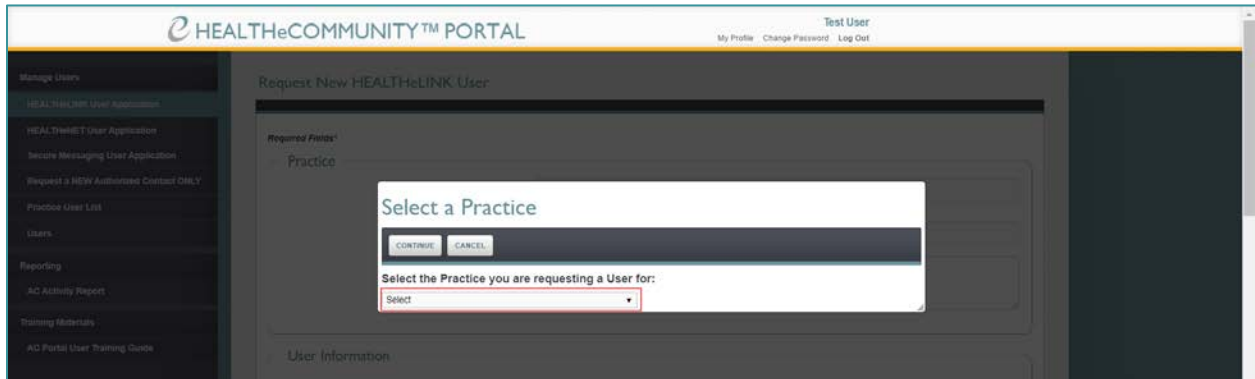 HEALTHeCOMMUNITY™ PORTAL
Test User
My Profile Change Password Log Out
Manage Users
HEALTHeLINK User Application
HEALTHeNET User Application
Secure Messaging User Application
Request a NEW Authorized Contact ONLY
Practice User List
Users
Reporting
AC Activity Report
Training Materials
AC Portal User Training Guide
Request New HEALTHeLINK User
Required Fields*
Practice
Select a Practice
CONTINUE CANCEL
Select the Practice you are requesting a User for:
Select
User Information